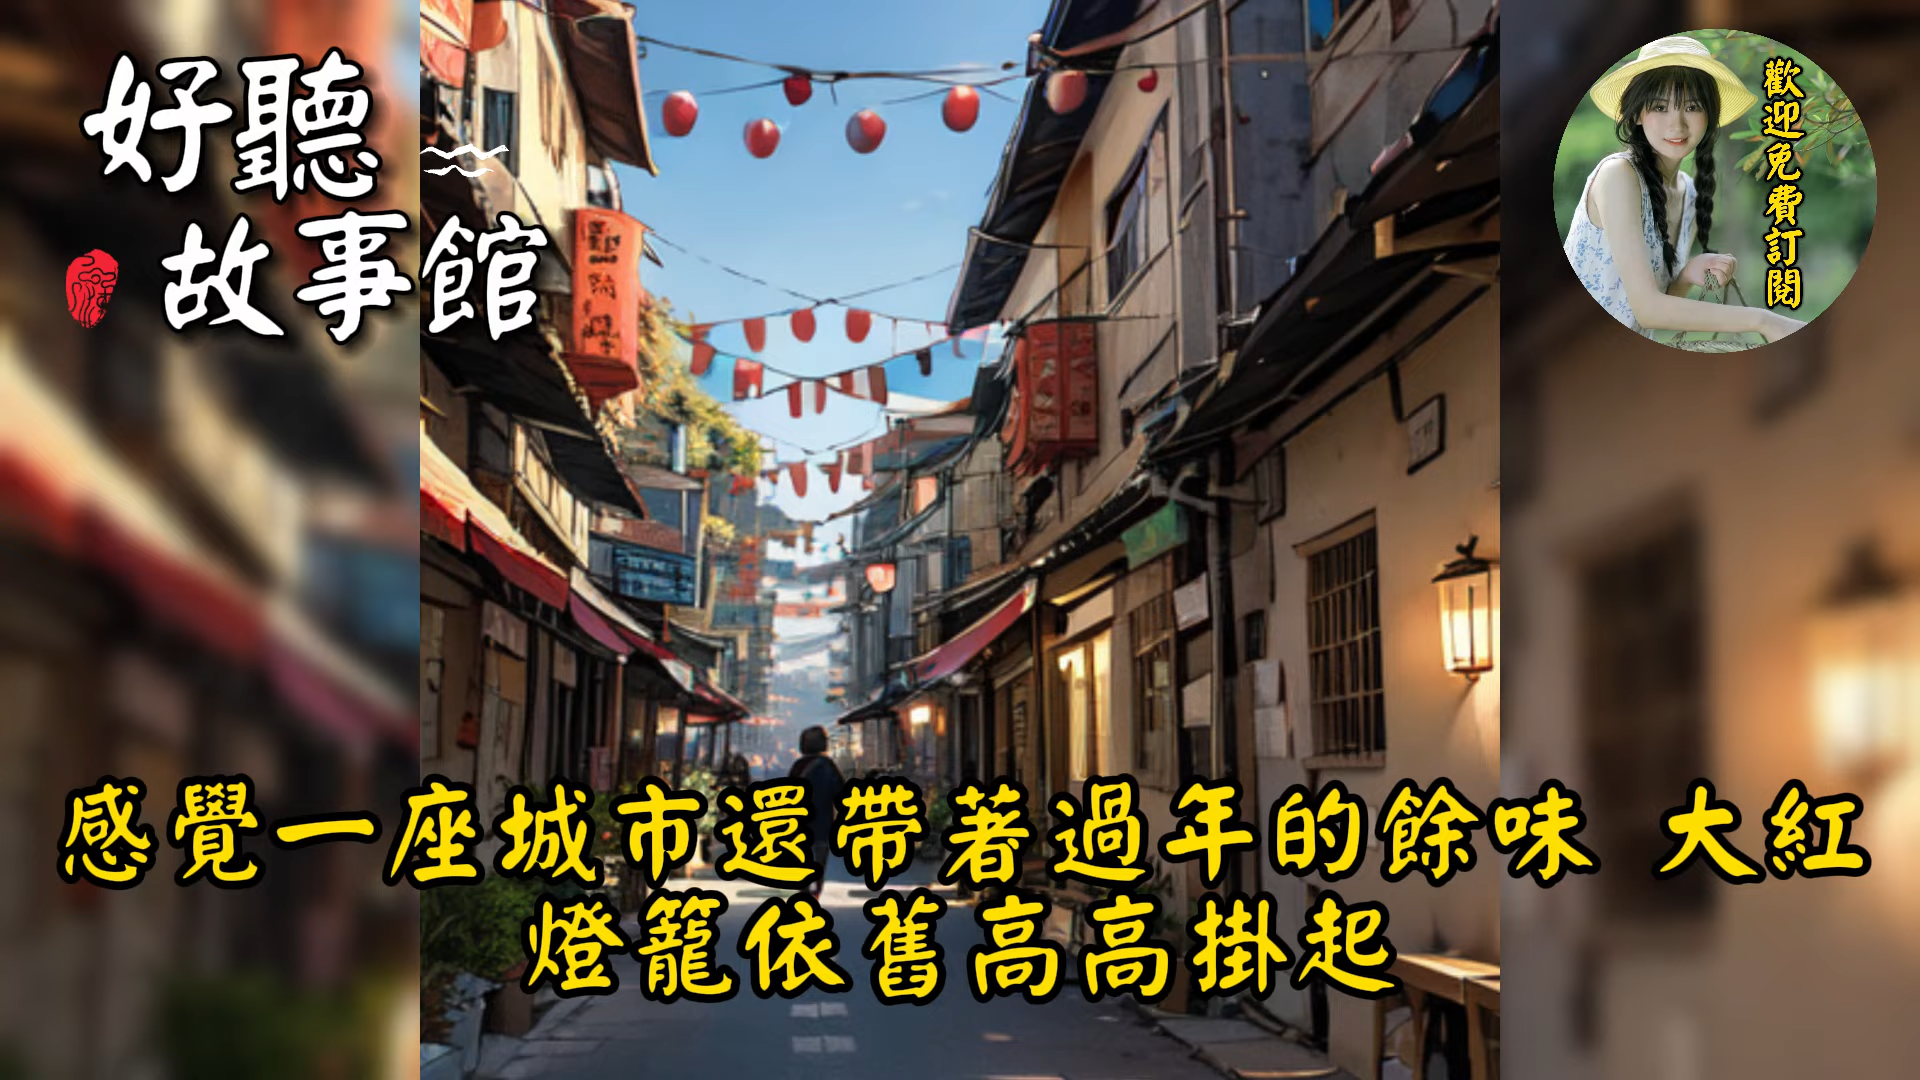 好聽
故事館
歡迎免費訂閱
感覺一座城市還帶著過年的餘味 大紅
燈籠依舊高高掛起